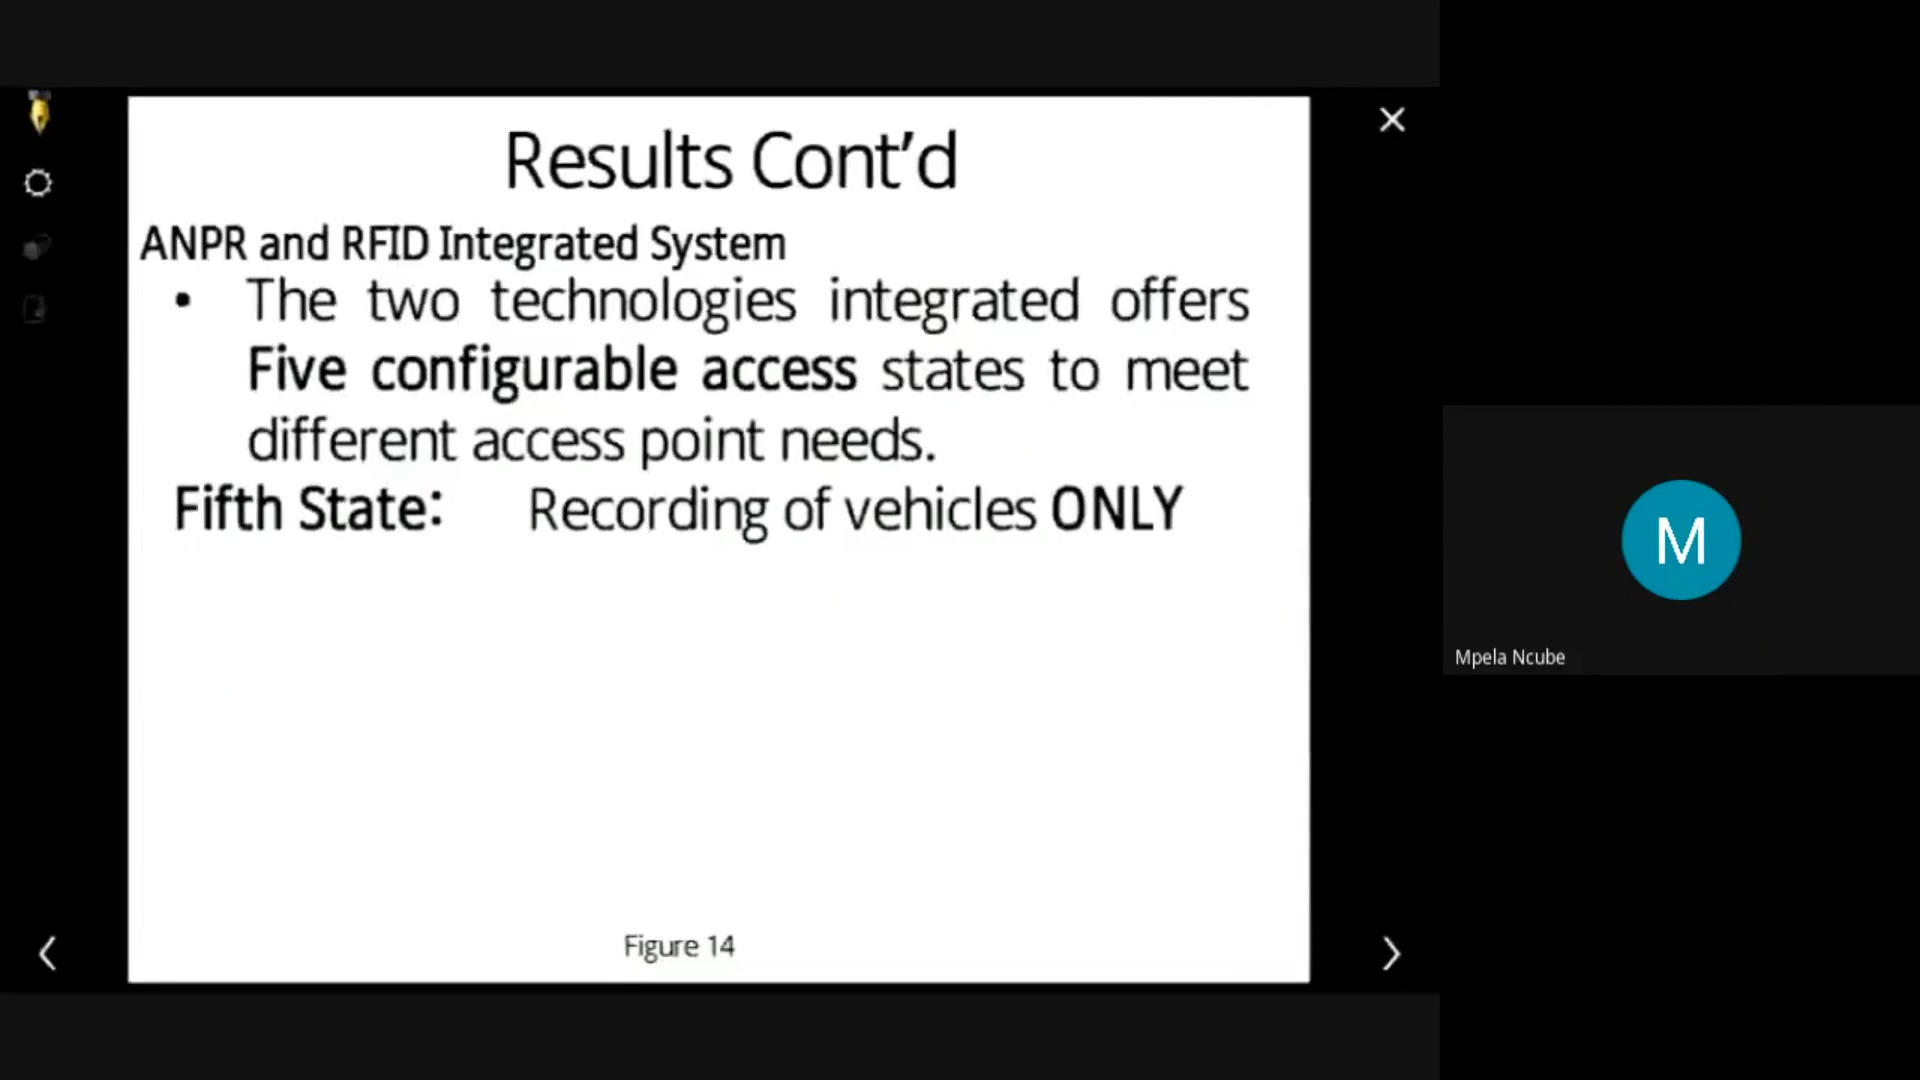 Results Cont’d
ANPR and RFID Integrated System
• The two technologies integrated offers
Five configurable access states to meet
different access point needs.
Fifth State: Recording of vehicles ONLY
Figure 14
M
Mpela Ncube